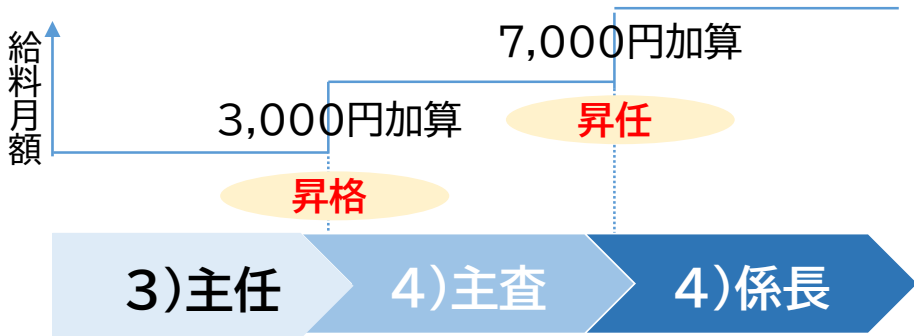 給料月額
7,000円加算
3,000円加算
昇任
昇格
3)主任
4)主査
4)係長